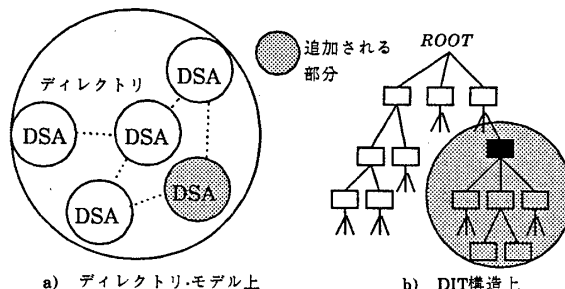 ディレクトリ
DSA
DSA
DSA
DSA
DSA
追加される
部分
ROOT
a) ディレクトリ・モデル上
b) DIT構造上